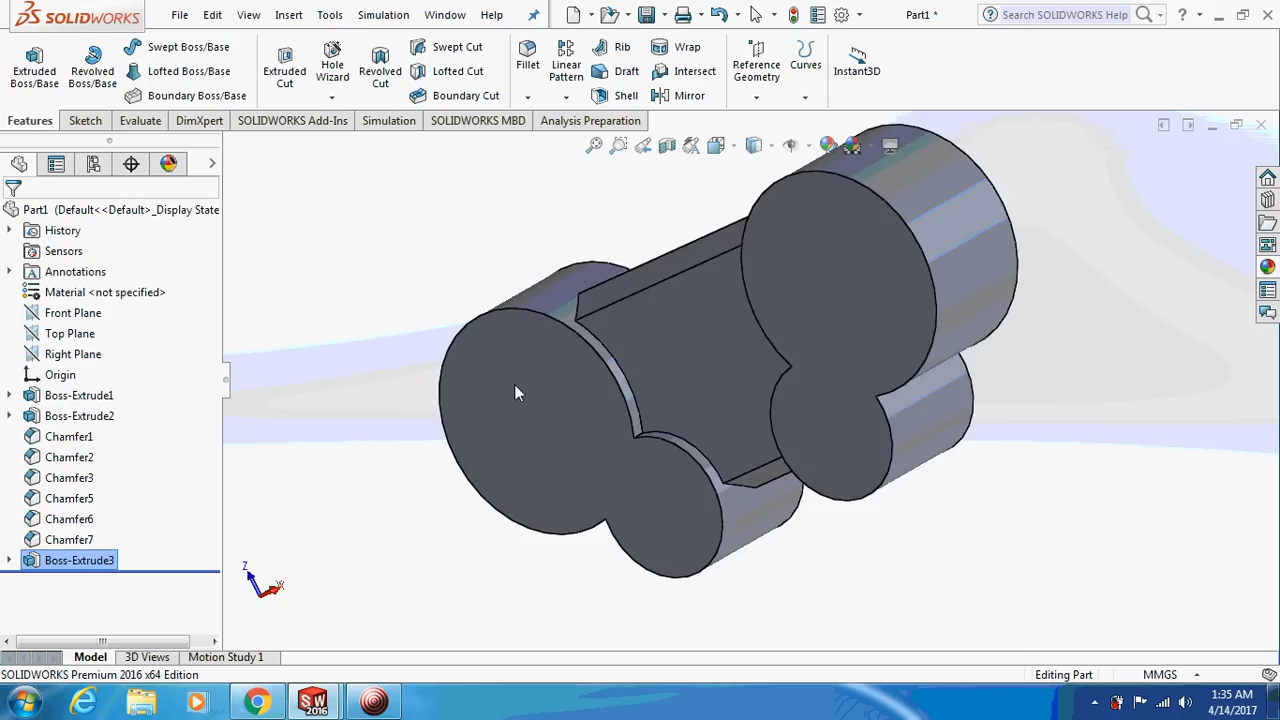 SOLIDWORKS File Edit View Insert Tools Simulation Window Help Part1 * Search SOLIDWORKS Help
Extruded Boss/Base Revolved Boss/Base Swept Boss/Base Lofted Boss/Base Boundary Boss/Base Extruded Cut Hole Wizard Revolved Cut Swept Cut Lofted Cut Boundary Cut Fillet Linear Pattern Rib Draft Shell Wrap Intersect Mirror Reference Geometry Curves Instant3D
Features Sketch Evaluate DimXpert SOLIDWORKS Add-Ins Simulation SOLIDWORKS MBD Analysis Preparation
Part1 (Default<<Default>_Display State
History
Sensors
Annotations
Material <not specified>
Front Plane
Top Plane
Right Plane
Origin
Boss-Extrude1
Boss-Extrude2
Chamfer1
Chamfer2
Chamfer3
Chamfer5
Chamfer6
Chamfer7
Boss-Extrude3
Z
X
Model 3D Views Motion Study 1
SOLIDWORKS Premium 2016 x64 Edition Editing Part MMGS
SW 2016
1:35 AM
4/14/2017